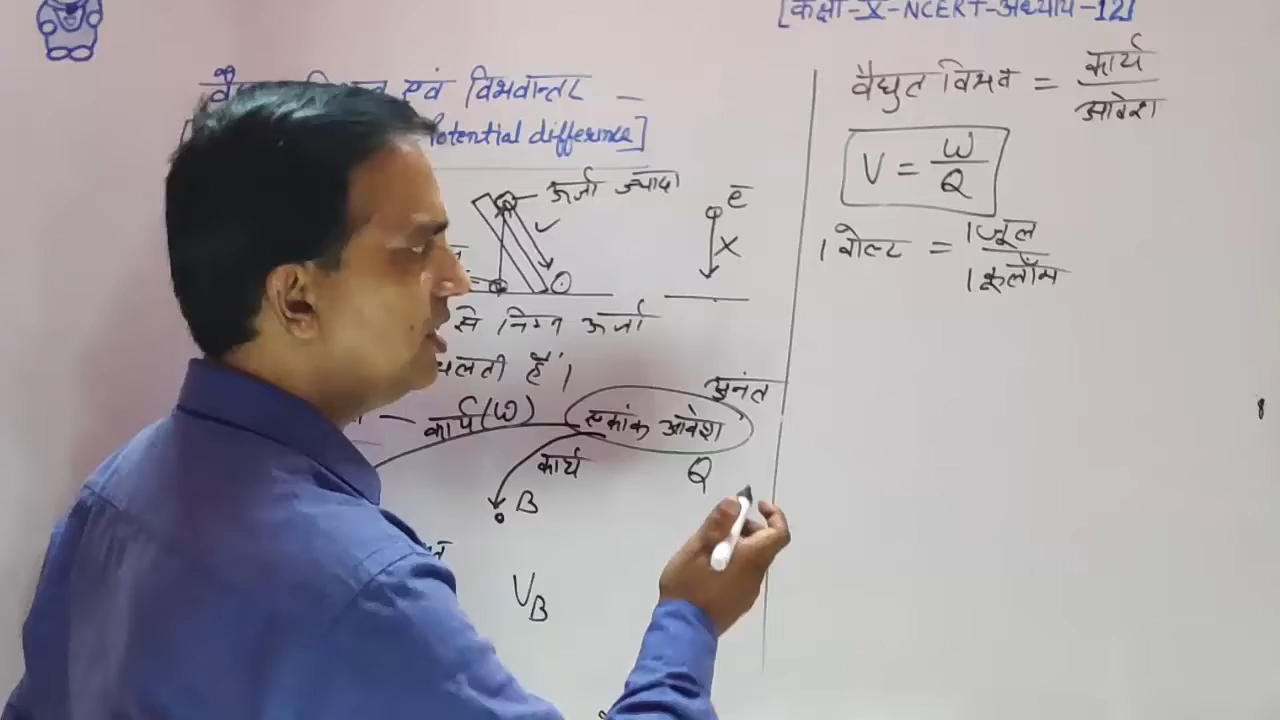 [कक्षा-X-NCERT-अध्याय-12]
एवं विभवान्तर
Potential difference]
ऊर्जा ज्यादा
से निम्न ऊर्जा
चलती हैं।
अनंत
कार्य (W)
एकांक आवेश
कार्य
Q
B
V_B
e
X
वैद्युत विभव = कार्य / आवेश
V = W / Q
1 वोल्ट = 1 जूल / 1 कूलॉम